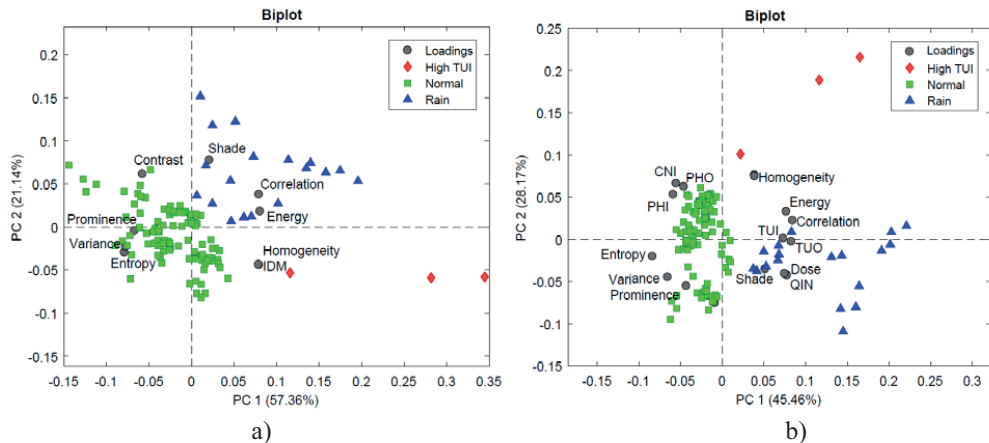 Biplot
Loadings
High TUI
Normal
Rain
Contrast
Shade
Correlation
Energy
Prominence
Variance
Entropy
Homogeneity
IDM
0.2
0.15
0.1
0.05
0
-0.05
-0.1
-0.15
PC 2 (21.14%)
-0.15 -0.1 -0.05 0 0.05 0.1 0.15 0.2 0.25 0.3 0.345
PC 1 (57.36%)
a)
Biplot
Loadings
High TUI
Normal
Rain
CNI
PHO
PHI
Homogeneity
Energy
Correlation
TUI
TUO
Entropy
Variance
Prominence
Shade
Dose
QIN
0.25
0.2
0.15
0.1
0.05
0
-0.05
-0.1
-0.15
PC 2 (28.17%)
-0.15 -0.1 -0.05 0 0.05 0.1 0.15 0.2 0.25 0.3
PC 1 (45.46%)
b)